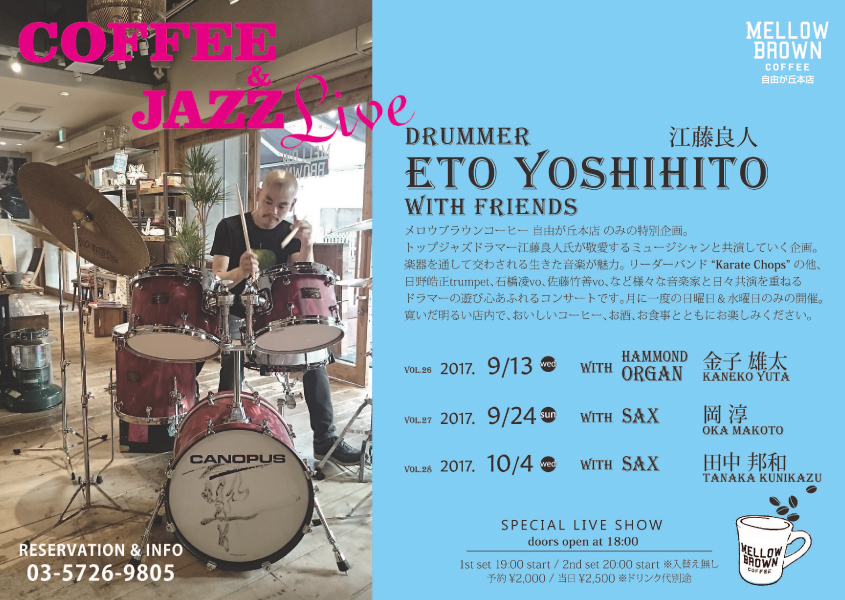 COFFEE
&
JAZZ Live
MELLOW
BROWN
COFFEE
自由が丘本店
DRUMMER 江藤良人
ETO YOSHIHITO
WITH FRIENDS
メロウブラウンコーヒー 自由が丘本店 のみの特別企画。
トップジャズドラマー江藤良人氏が敬愛するミュージシャンと共演していく企画。
楽器を通して交わされる生きた音楽が魅力。リーダーバンド “Karate Chops” の他、
日野皓正trumpet、石橋凌vo、佐藤竹善vo、など様々な音楽家と日々共演を重ねる
ドラマーの遊び心あふれるコンサートです。月に一度の日曜日＆水曜日のみの開催。
寛いだ明るい店内で、おいしいコーヒー、お酒、お食事とともにお楽しみください。
VOL.26 2017. 9/13 wed WITH HAMMOND ORGAN 金子 雄太
KANEKO YUTA
VOL.27 2017. 9/24 sun WITH SAX 岡 淳
OKA MAKOTO
VOL.28 2017. 10/4 wed WITH SAX 田中 邦和
TANAKA KUNIKAZU
SPECIAL LIVE SHOW
doors open at 18:00
1st set 19:00 start / 2nd set 20:00 start ※入替え無し
予約 ¥2,000 / 当日 ¥2,500 ※ドリンク代別途
MELLOW
BROWN
COFFEE
CANOPUS
RESERVATION & INFO
03-5726-9805